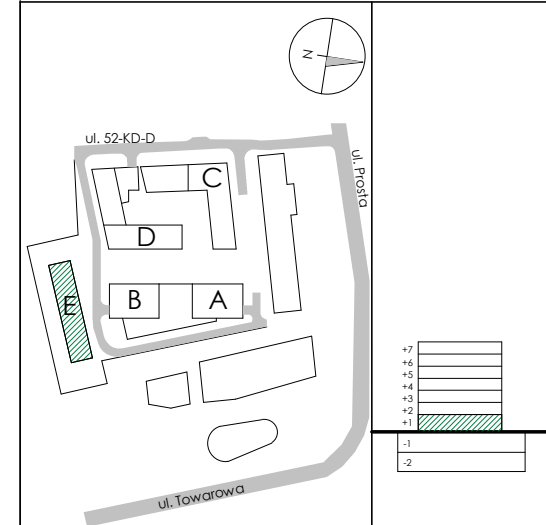 N
ul. 52-KD-D
ul. Prosta
C
D
E
B
A
ul. Towarowa
+7
+6
+5
+4
+3
+2
+1
-1
-2